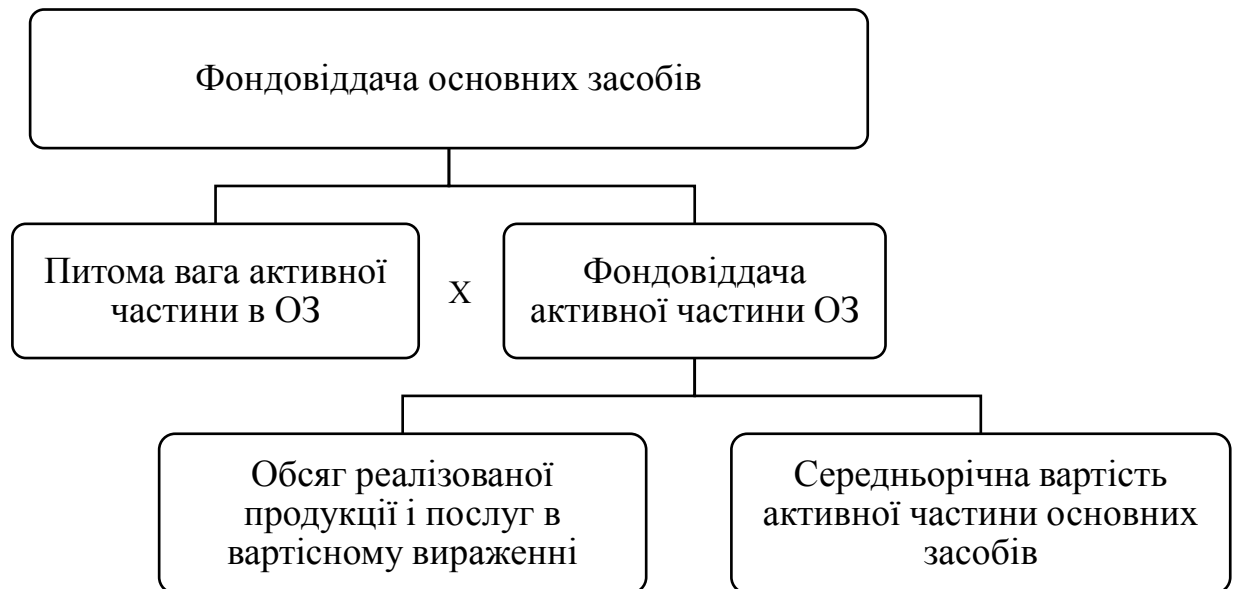 Фондовіддача основних засобів
Питома вага активної
частини в ОЗ
Х
Фондовіддача
активної частини ОЗ
Обсяг реалізованої
продукції і послуг в
вартісному вираженні
Середньорічна вартість
активної частини основних
засобів